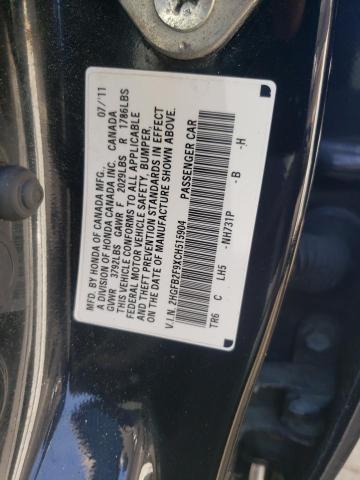 MFD. BY HONDA OF CANADA MFG. 07/'11
A DIVISION OF HONDA CANADA INC. CANADA
GVWR 3792LBS GAWR F 2029LBS R 1786LBS
THIS VEHICLE CONFORMS TO ALL APPLICABLE
FEDERAL MOTOR VEHICLE SAFETY, BUMPER,
AND THEFT PREVENTION STANDARDS IN EFFECT
ON THE DATE OF MANUFACTURE SHOWN ABOVE.
V.I.N. 2HGFB2F9XCH515904 PASSENGER CAR
TR6 C LH5 -NH731P -B -H